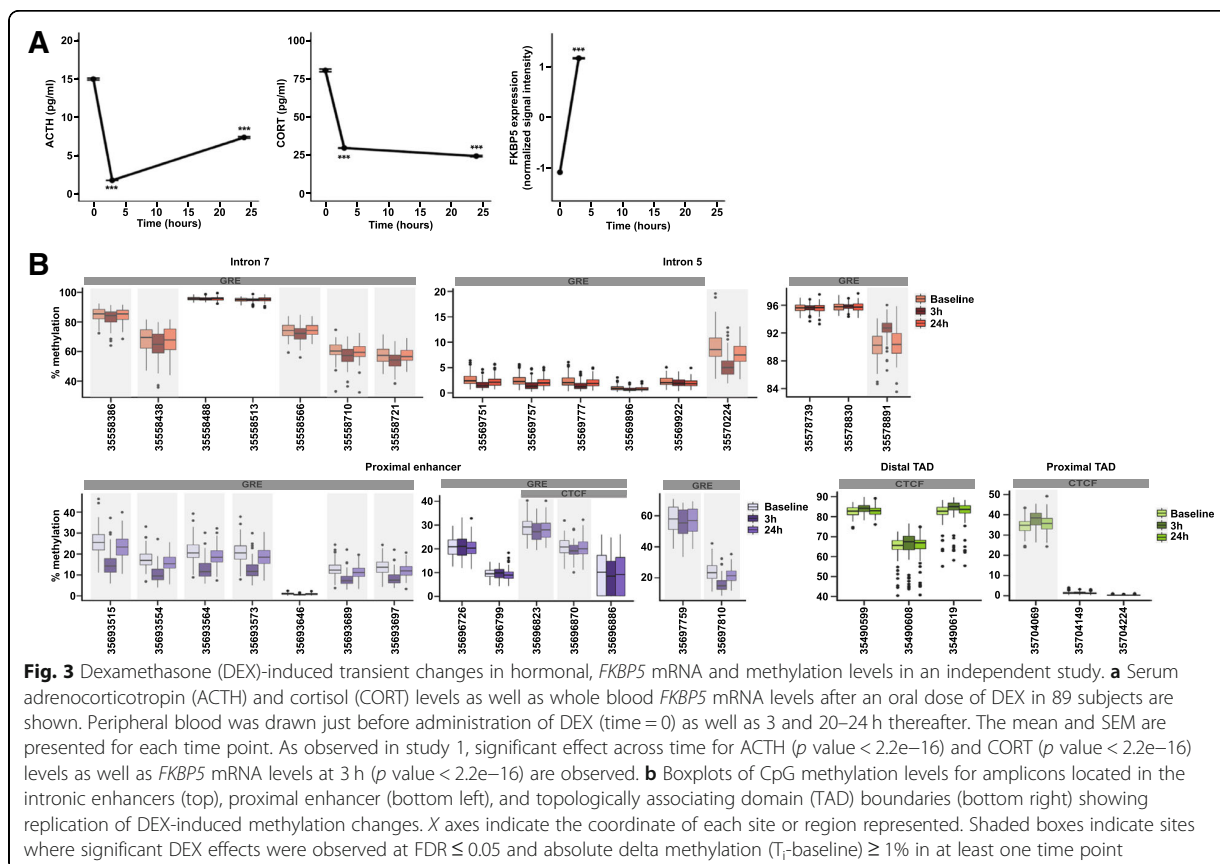 A
20
15
10
5
0
ACTH (pg/ml)
***
***
0 5 10 15 20 25
Time (hours)
100
75
50
25
0
CORT (pg/ml)
***
***
0 5 10 15 20 25
Time (hours)
1
0
-1
FKBP5 expression
(normalized signal intensity)
***
0 5 10 15 20 25
Time (hours)
B
Intron 7
GRE
% methylation
100
80
60
40
35558386
35558438
35558488
35558513
35558566
35558710
35558721
Intron 5
GRE
20
15
10
5
0
35569751
35569757
35569777
35569896
35569922
35570224
GRE
96
92
88
84
35578739
35578830
35578891
Baseline
3h
24h
Proximal enhancer
GRE
% methylation
50
40
30
20
10
0
35693515
35693554
35693564
35693573
35693646
35693689
35693697
GRE
CTCF
40
30
20
10
0
35696726
35696799
35696823
35696870
35696886
GRE
60
40
20
35697759
35697810
Baseline
3h
24h
Distal TAD
CTCF
90
80
70
60
50
40
35490599
35490608
35490619
Proximal TAD
CTCF
50
40
30
20
10
0
35704069
35704149
35704224
Baseline
3h
24h
Fig. 3 Dexamethasone (DEX)-induced transient changes in hormonal, FKBP5 mRNA and methylation levels in an independent study. a Serum
adrenocorticotropin (ACTH) and cortisol (CORT) levels as well as whole blood FKBP5 mRNA levels after an oral dose of DEX in 89 subjects are
shown. Peripheral blood was drawn just before administration of DEX (time = 0) as well as 3 and 20–24 h thereafter. The mean and SEM are
presented for each time point. As observed in study 1, significant effect across time for ACTH (p value < 2.2e−16) and CORT (p value < 2.2e−16)
levels as well as FKBP5 mRNA levels at 3 h (p value < 2.2e−16) are observed. b Boxplots of CpG methylation levels for amplicons located in the
intronic enhancers (top), proximal enhancer (bottom left), and topologically associating domain (TAD) boundaries (bottom right) showing
replication of DEX-induced methylation changes. X axes indicate the coordinate of each site or region represented. Shaded boxes indicate sites
where significant DEX effects were observed at FDR ≤ 0.05 and absolute delta methylation (Ti-baseline) ≥ 1% in at least one time point